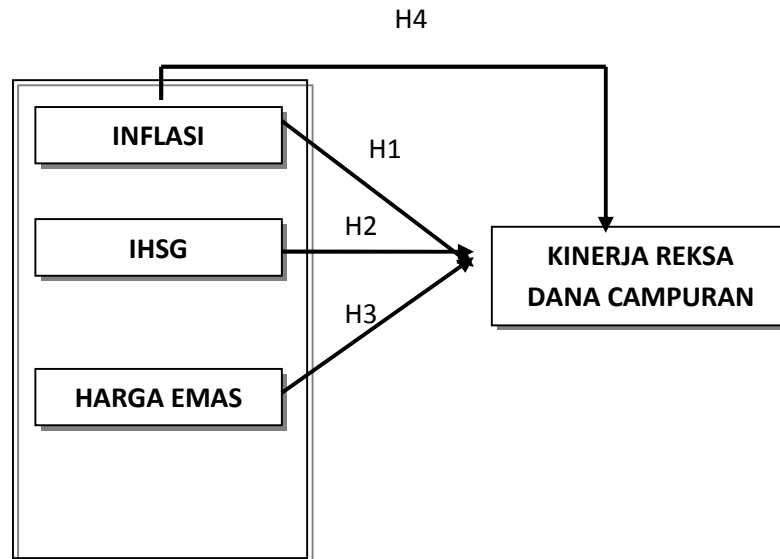 H4
INFLASI
H1
IHSG
H2
KINERJA REKSA
DANA CAMPURAN
H3
HARGA EMAS